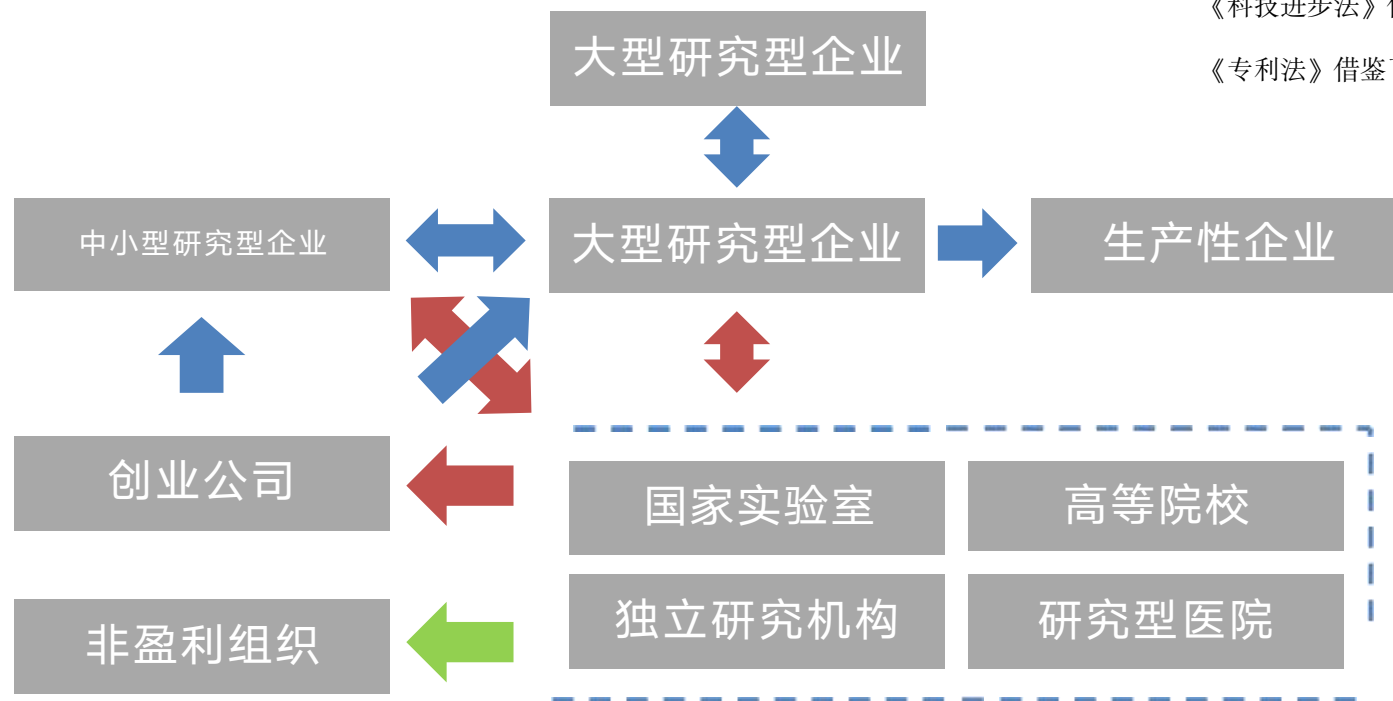 《科技进步法》
《专利法》借鉴
大型研究型企业
中小型研究型企业
大型研究型企业
生产性企业
创业公司
国家实验室
高等院校
独立研究机构
研究型医院
非盈利组织